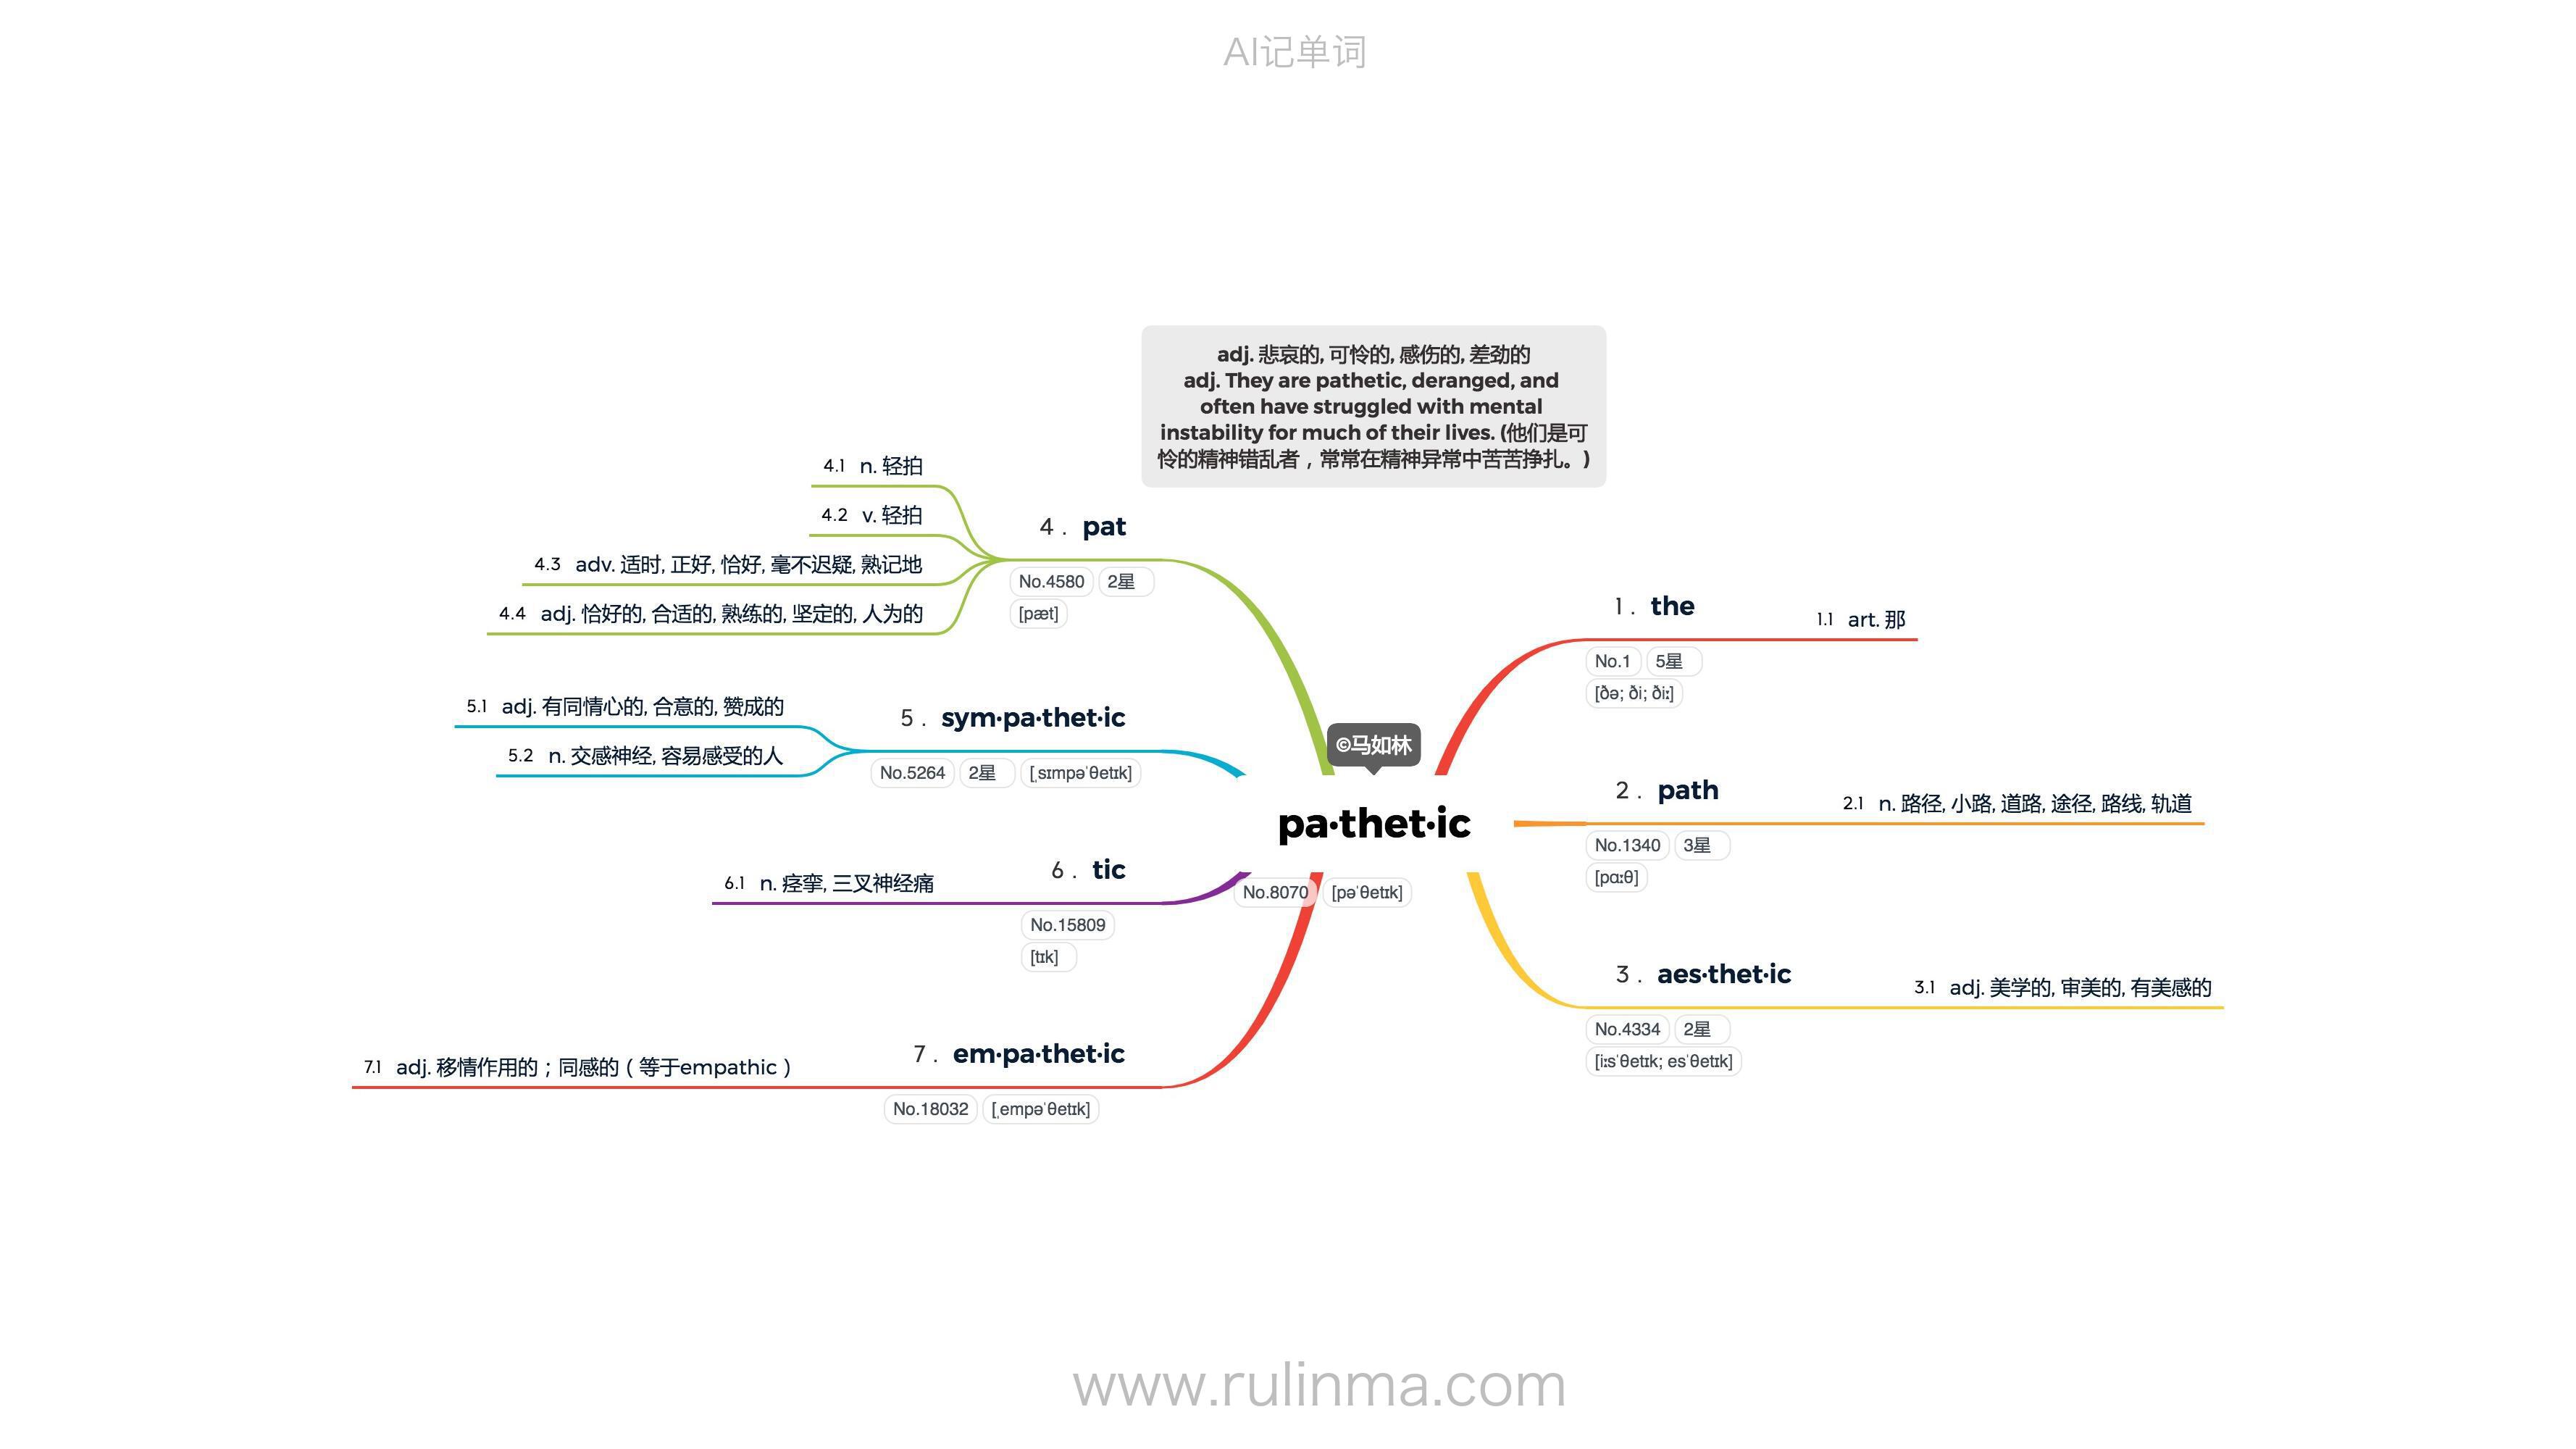 AI记单词
adj. 悲哀的, 可怜的, 感伤的, 差劲的
adj. They are pathetic, deranged, and
often have struggled with mental
instability for much of their lives. (他们是可
怜的精神错乱者，常常在精神异常中苦苦挣扎。)
©马如林
pa·thet·ic
No.8070 [pəˈθetɪk]
1. the
No.1 5星
[ðə; ði; ðiː]
1.1 art. 那
2. path
No.1340 3星
[pɑːθ]
2.1 n. 路径, 小路, 道路, 途径, 路线, 轨道
3. aes·thet·ic
No.4334 2星
[iːsˈθetɪk; esˈθetɪk]
3.1 adj. 美学的, 审美的, 有美感的
4. pat
No.4580 2星
[pæt]
4.1 n. 轻拍
4.2 v. 轻拍
4.3 adv. 适时, 正好, 恰好, 毫不迟疑, 熟记地
4.4 adj. 恰好的, 合适的, 熟练的, 坚定的, 人为的
5. sym·pa·thet·ic
No.5264 2星 [ˌsɪmpəˈθetɪk]
5.1 adj. 有同情心的, 合意的, 赞成的
5.2 n. 交感神经, 容易感受的人
6. tic
No.15809
[tɪk]
6.1 n. 痉挛, 三叉神经痛
7. em·pa·thet·ic
No.18032 [ˌempəˈθetɪk]
7.1 adj. 移情作用的；同感的（等于empathic）
www.rulinma.com